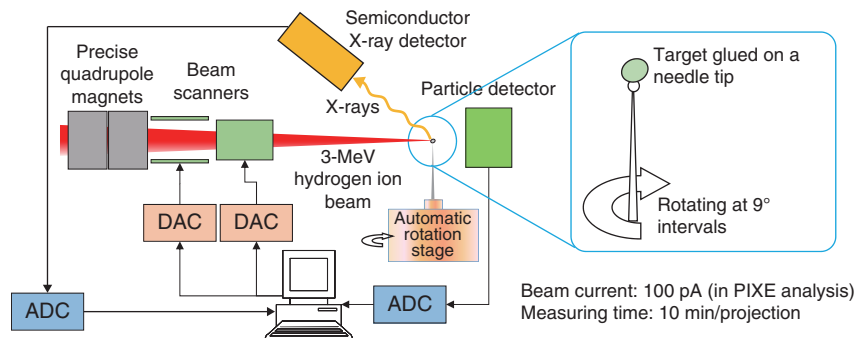 Semiconductor
X-ray detector
Precise
quadrupole
magnets
Beam
scanners
X-rays
Particle detector
Target glued on a
needle tip
3-MeV
hydrogen ion
beam
Rotating at 9°
intervals
DAC
DAC
Automatic
rotation
stage
ADC
ADC
Beam current: 100 pA (in PIXE analysis)
Measuring time: 10 min/projection